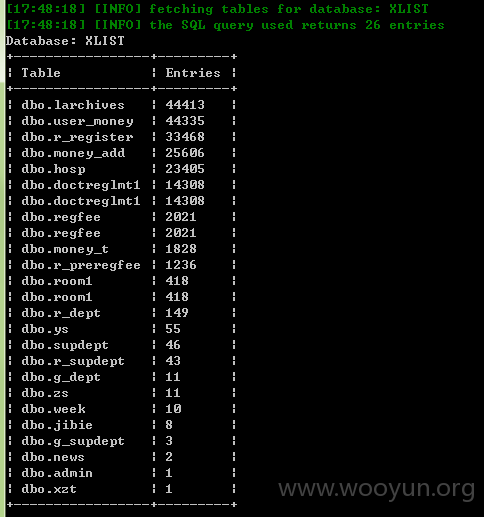 [17:48:18] [INFO] fetching tables for database: XLIST
[17:48:18] [INFO] the SQL query used returns 26 entries
Database: XLIST
+-----------------+---------+
| Table | Entries |
+-----------------+---------+
| dbo.larchives | 44413 |
| dbo.user_money | 44335 |
| dbo.r_register | 33468 |
| dbo.money_add | 25606 |
| dbo.hosp | 23405 |
| dbo.doctreglmt1 | 14308 |
| dbo.doctreglmt1 | 14308 |
| dbo.regfee | 2021 |
| dbo.regfee | 2021 |
| dbo.money_t | 1828 |
| dbo.r_preregfee | 1236 |
| dbo.room1 | 418 |
| dbo.room1 | 418 |
| dbo.r_dept | 149 |
| dbo.ys | 55 |
| dbo.supdept | 46 |
| dbo.r_supdept | 43 |
| dbo.g_dept | 11 |
| dbo.zs | 11 |
| dbo.week | 10 |
| dbo.jibie | 8 |
| dbo.g_supdept | 3 |
| dbo.news | 2 |
| dbo.admin | 1 |
| dbo.xzt | 1 |
+-----------------+---------+
www.wooyun.org